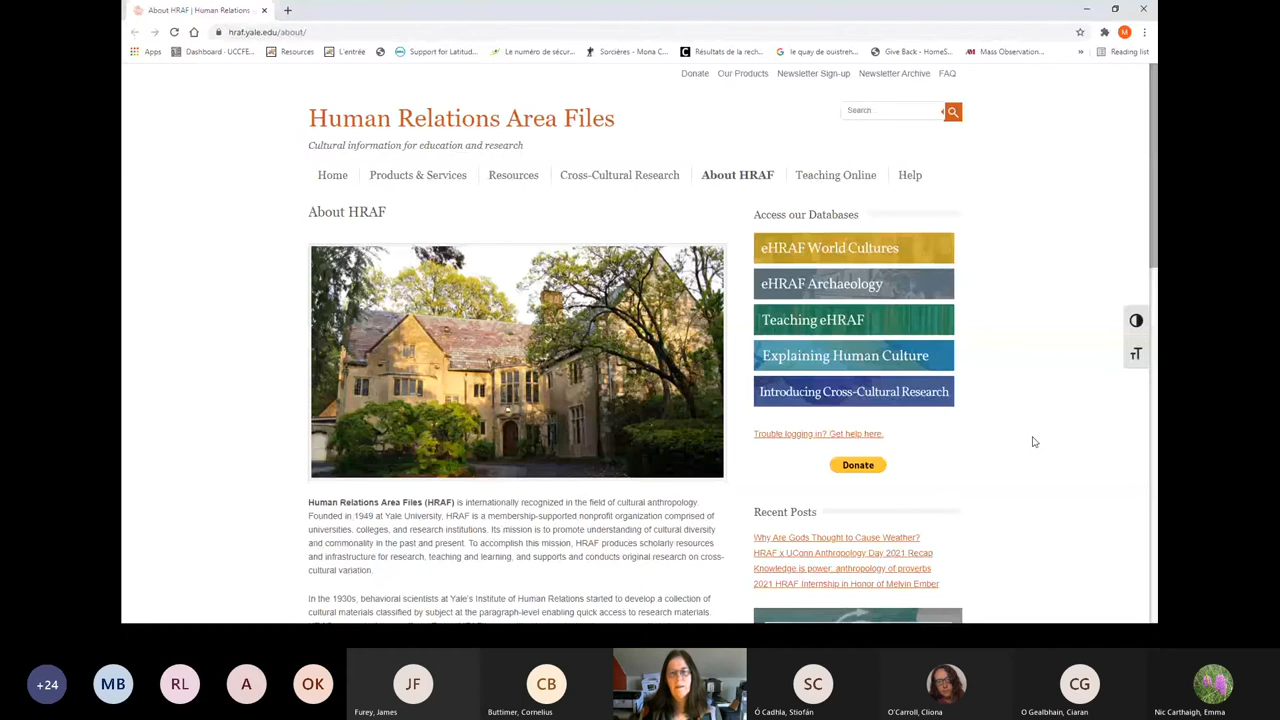 About HRAF | Human Relations
hraf.yale.edu/about/
M
Apps
Dashboard - UCCFE...
Resources
L'entrée
Support for Latitud...
Le numéro de sécur...
Sorcières - Mona C...
Résultats de la rech...
le quay de ouistreh...
Give Back - HomeS...
Mass Observation...
»
Reading list
Donate
Our Products
Newsletter Sign-up
Newsletter Archive
FAQ
Human Relations Area Files
Search...
Cultural information for education and research
Home
Products & Services
Resources
Cross-Cultural Research
About HRAF
Teaching Online
Help
About HRAF
Access our Databases
eHRAF World Cultures
eHRAF Archaeology
Teaching eHRAF
Explaining Human Culture
Introducing Cross-Cultural Research
Trouble logging in? Get help here.
Donate
Human Relations Area Files (HRAF) is internationally recognized in the field of cultural anthropology.
Founded in 1949 at Yale University, HRAF is a membership-supported nonprofit organization comprised of
universities, colleges, and research institutions. Its mission is to promote understanding of cultural diversity
and commonality in the past and present. To accomplish this mission, HRAF produces scholarly resources
and infrastructure for research, teaching and learning, and supports and conducts original research on cross-
cultural variation.
In the 1930s, behavioral scientists at Yale's Institute of Human Relations started to develop a collection of
cultural materials classified by subject at the paragraph-level enabling quick access to research materials.
Recent Posts
Why Are Gods Thought to Cause Weather?
HRAF x UConn Anthropology Day 2021 Recap
Knowledge is power: anthropology of proverbs
2021 HRAF Internship in Honor of Melvin Ember
+24
MB
RL
A
OK
JF
Furey, James
CB
Buttimer, Cornelius
SC
Ó Cadhla, Stiofán
O'Carroll, Cliona
CG
O Gealbhain, Ciaran
Nic Carthaigh, Emma